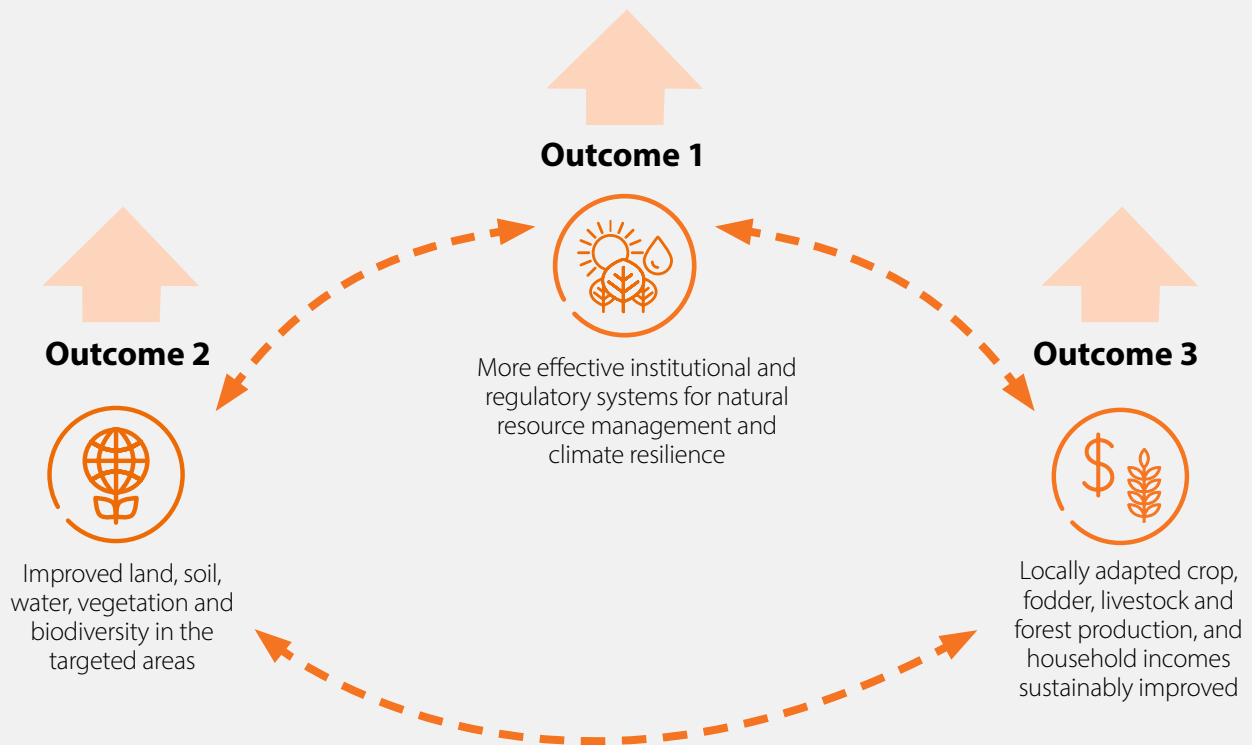 Outcome 1
More effective institutional and
regulatory systems for natural
resource management and
climate resilience
Outcome 2
Improved land, soil,
water, vegetation and
biodiversity in the
targeted areas
Outcome 3
$
Locally adapted crop,
fodder, livestock and
forest production, and
household incomes
sustainably improved